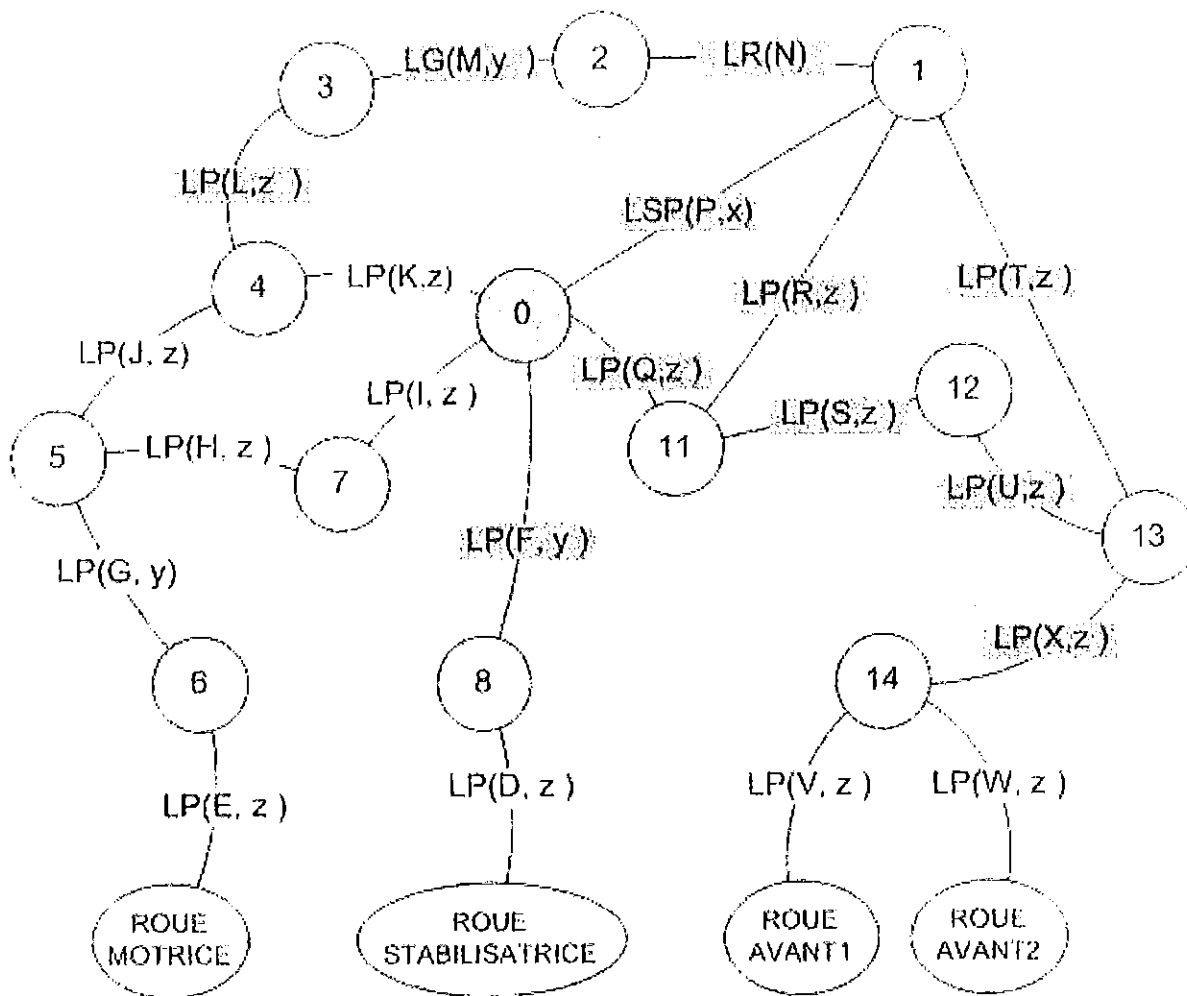 3
LG(M,y )
2
LR(N)
1
LP(L,z )
LSP(P,x)
4
LP(K,z)
0
LP(R,z )
LP(T,z )
LP(J, z)
LP(I, z )
LP(Q,z )
12
5
LP(H, z )
7
11
LP(S,z )
LP(U,z )
13
LP(G, y)
LP(F, y )
LP(X,z )
6
8
14
LP(E, z )
LP(D, z )
LP(V, z )
LP(W, z )
ROUE
MOTRICE
ROUE
STABILISATRICE
ROUE
AVANT1
ROUE
AVANT2